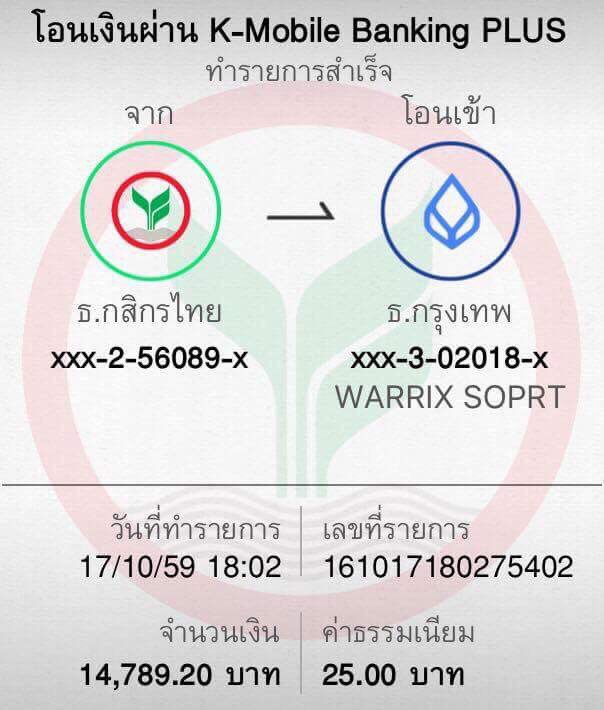 โอนเงินผ่าน K-Mobile Banking PLUS
ทำรายการสำเร็จ
จาก
โอนเข้า
ธ.กสิกรไทย
ธ.กรุงเทพ
xxx-2-56089-x
xxx-3-02018-x
WARRIX SOPRT
วันที่ทำรายการ
เลขที่รายการ
17/10/59 18:02
161017180275402
จำนวนเงิน
ค่าธรรมเนียม
14,789.20 บาท
25.00 บาท